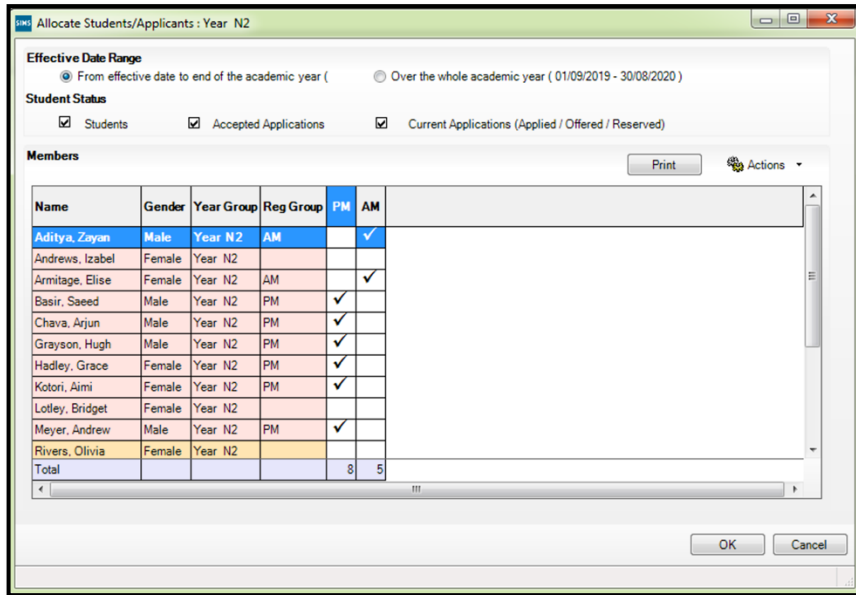 SIMS Allocate Students/Applicants : Year N2
Effective Date Range
From effective date to end of the academic year ( Over the whole academic year ( 01/09/2019 - 30/08/2020 )
Student Status
Students Accepted Applications Current Applications (Applied / Offered / Reserved)
Members
Print Actions
Name Gender Year Group Reg Group PM AM
Aditya, Zayan Male Year N2 AM
Andrews, Izabel Female Year N2
Armitage, Elise Female Year N2 AM
Basir, Saeed Male Year N2 PM
Chava, Arjun Male Year N2 PM
Grayson, Hugh Male Year N2 PM
Hadley, Grace Female Year N2 PM
Kotori, Aimi Female Year N2 PM
Lotley, Bridget Female Year N2
Meyer, Andrew Male Year N2 PM
Rivers, Olivia Female Year N2
Total 8 5
OK Cancel